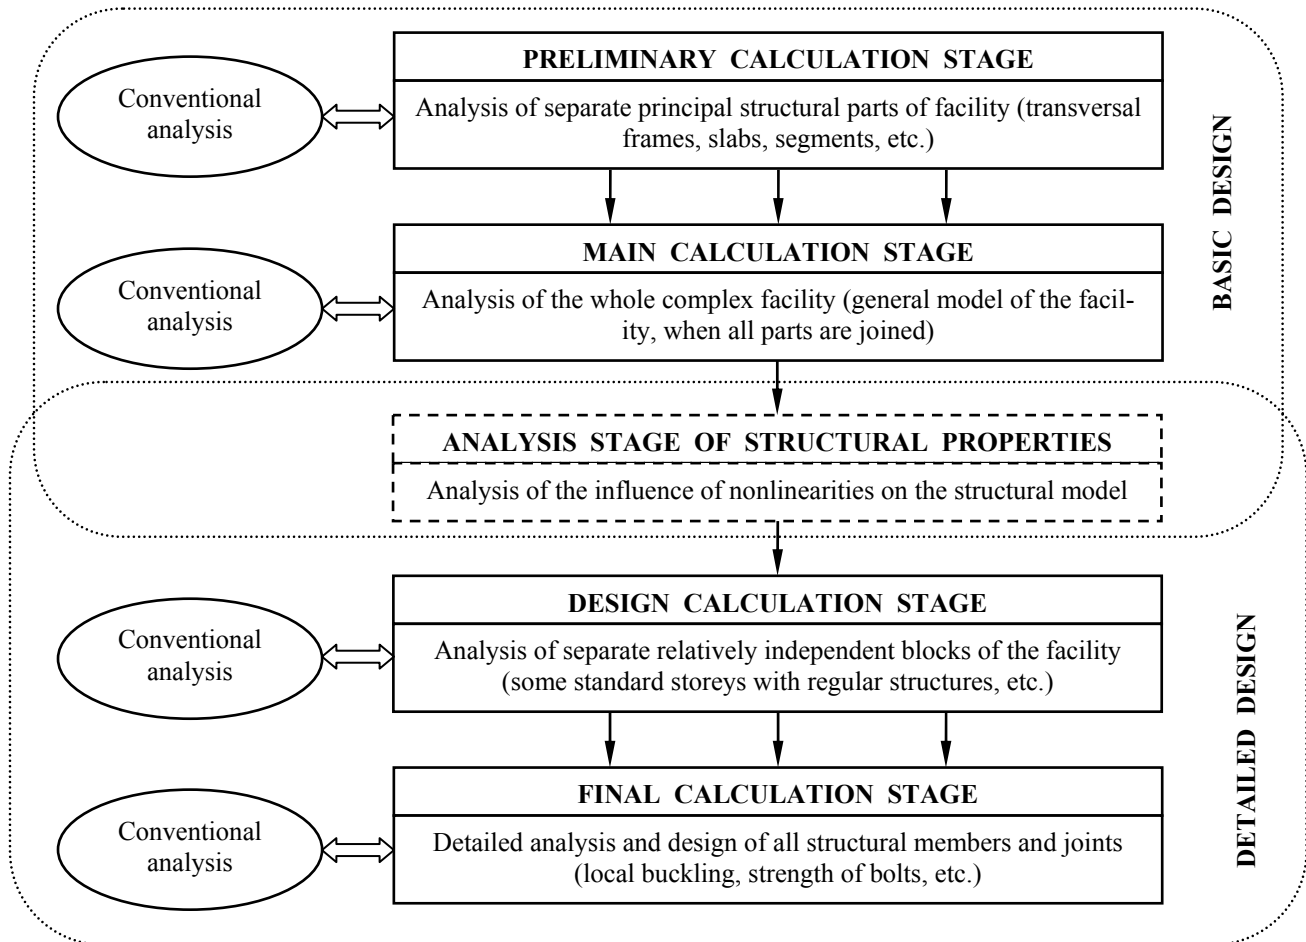 PRELIMINARY CALCULATION STAGE
Conventional
analysis
Analysis of separate principal structural parts of facility (transversal
frames, slabs, segments, etc.)
BASIC DESIGN
MAIN CALCULATION STAGE
Conventional
analysis
Analysis of the whole complex facility (general model of the facil-
ity, when all parts are joined)
ANALYSIS STAGE OF STRUCTURAL PROPERTIES
Analysis of the influence of nonlinearities on the structural model
DESIGN CALCULATION STAGE
Conventional
analysis
Analysis of separate relatively independent blocks of the facility
(some standard storeys with regular structures, etc.)
DETAILED DESIGN
FINAL CALCULATION STAGE
Conventional
analysis
Detailed analysis and design of all structural members and joints
(local buckling, strength of bolts, etc.)